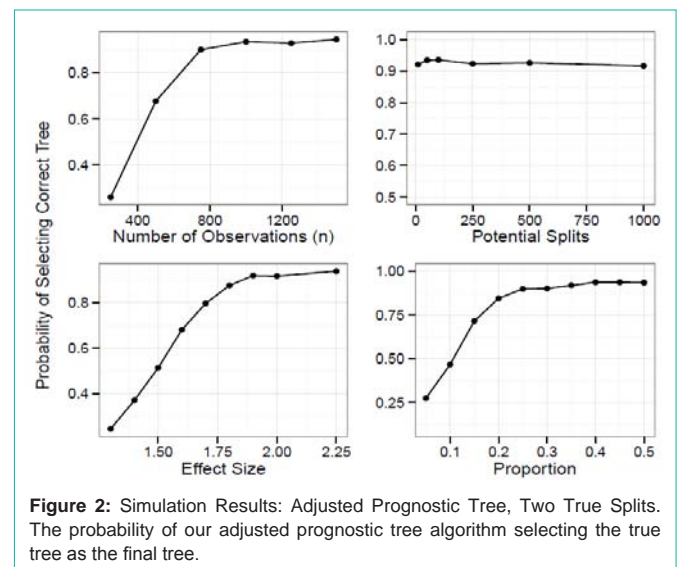 Probability of Selecting Correct Tree
0.8
0.6
0.4
400 800 1200
Number of Observations (n)
1.0
0.9
0.8
0.7
0.6
0.5
0 250 500 750 1000
Potential Splits
0.8
0.6
0.4
1.50 1.75 2.00 2.25
Effect Size
1.00
0.75
0.50
0.25
0.1 0.2 0.3 0.4 0.5
Proportion
Figure 2: Simulation Results: Adjusted Prognostic Tree, Two True Splits.
The probability of our adjusted prognostic tree algorithm selecting the true
tree as the final tree.